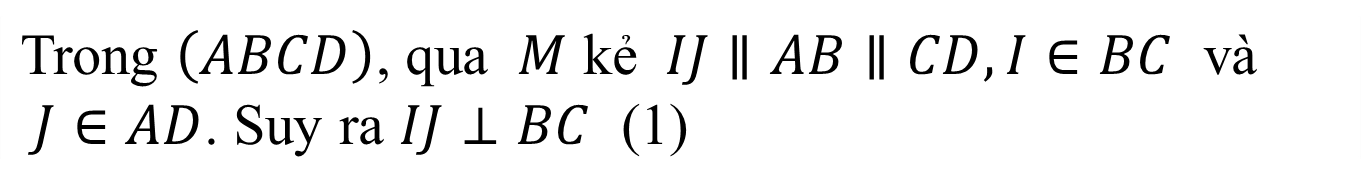 Trong (ABCD), qua M kẻ IJ ∥ AB ∥ CD, I ∈ BC và
J ∈ AD. Suy ra IJ ⊥ BC (1)